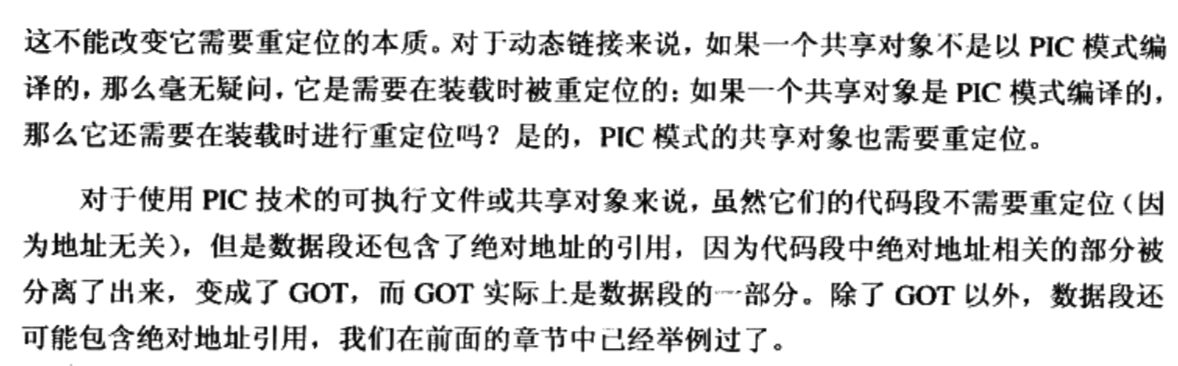 这不能改变它需要重定位的本质。对于动态链接来说，如果一个共享对象不是以 PIC 模式编
译的，那么毫无疑问，它是需要在装载时被重定位的；如果一个共享对象是 PIC 模式编译的，
那么它还需要在装载时进行重定位吗？是的，PIC 模式的共享对象也需要重定位。
对于使用 PIC 技术的可执行文件或共享对象来说，虽然它们的代码段不需要重定位（因
为地址无关），但是数据段还包含了绝对地址的引用，因为代码段中绝对地址相关的部分被
分离了出来，变成了 GOT，而 GOT 实际上是数据段的一部分。除了 GOT 以外，数据段还
可能包含绝对地址引用，我们在前面的章节中已经举例过了。